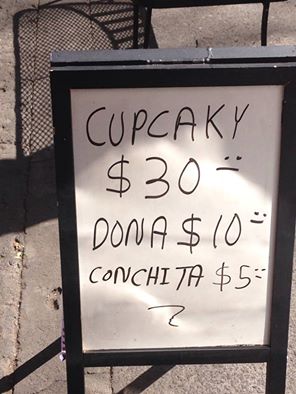 CUPCAKY
$30=
DONA $10=
CONCHITA $5=